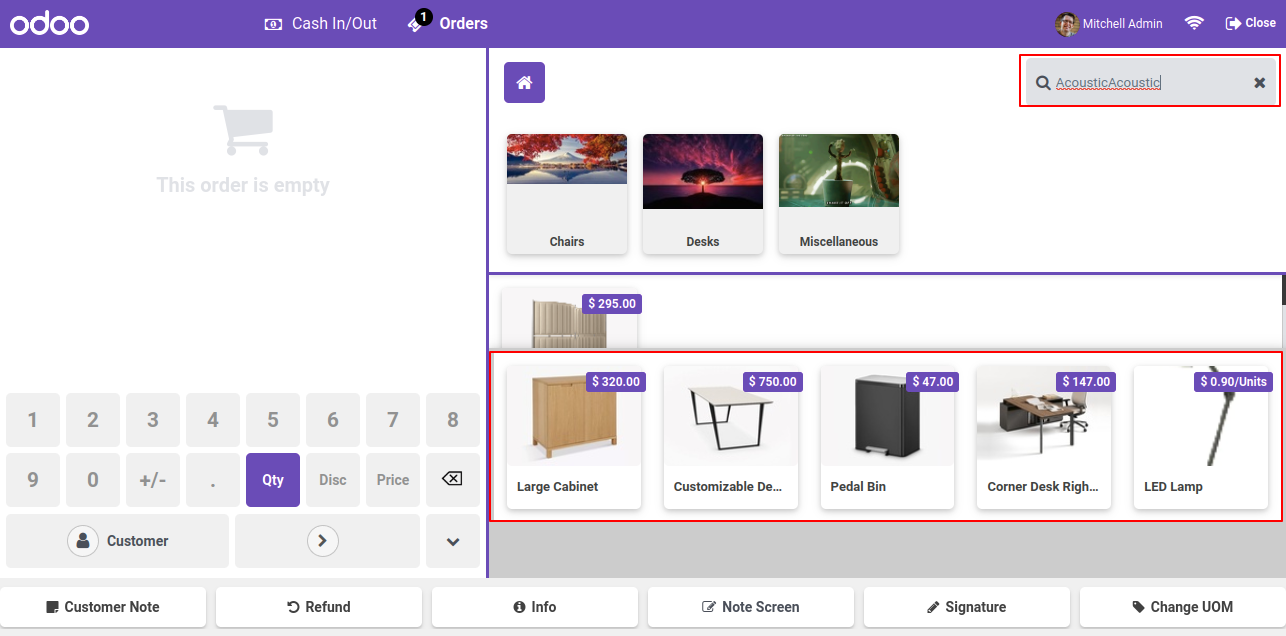 odoo
Cash In/Out
1
Orders
Mitchell Admin
Close
This order is empty
AcousticAcoustic
Chairs
Desks
Miscellaneous
$ 295.00
$ 320.00
$ 750.00
$ 47.00
$ 147.00
$ 0.90/Units
Large Cabinet
Customizable De...
Pedal Bin
Corner Desk Righ...
LED Lamp
1 2 3 4 5 6 7 8
9 0 +/- . Qty Disc Price
Customer
Customer Note
Refund
Info
Note Screen
Signature
Change UOM